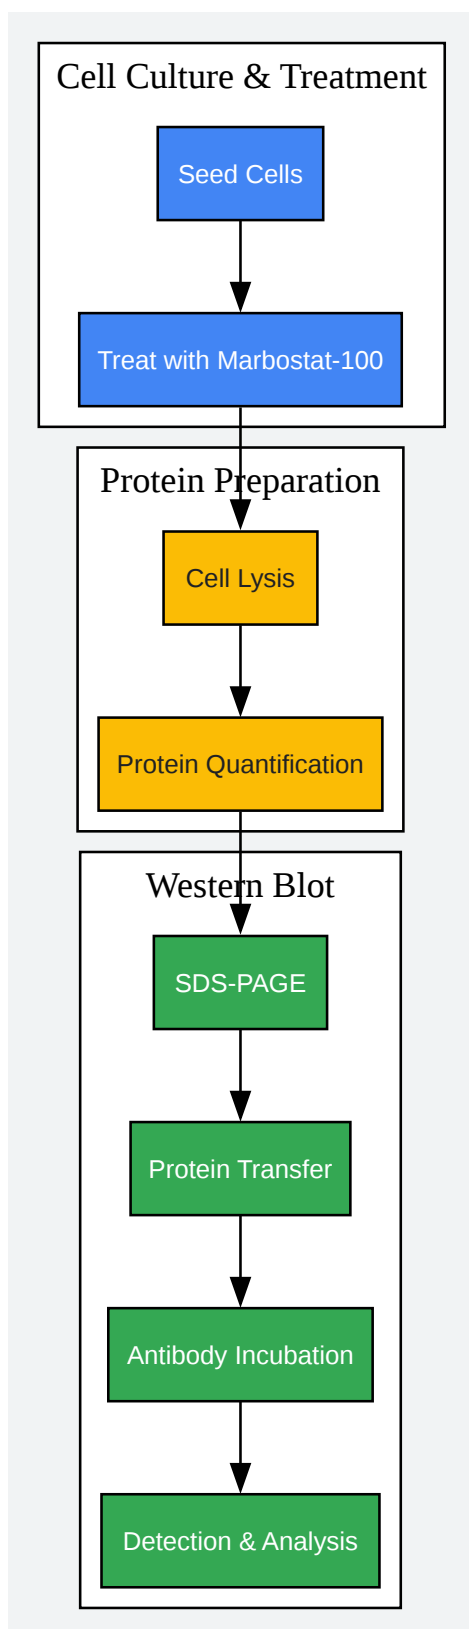 Cell Culture & Treatment
Seed Cells
Treat with Marbostat-100
Protein Preparation
Cell Lysis
Protein Quantification
Western Blot
SDS-PAGE
Protein Transfer
Antibody Incubation
Detection & Analysis